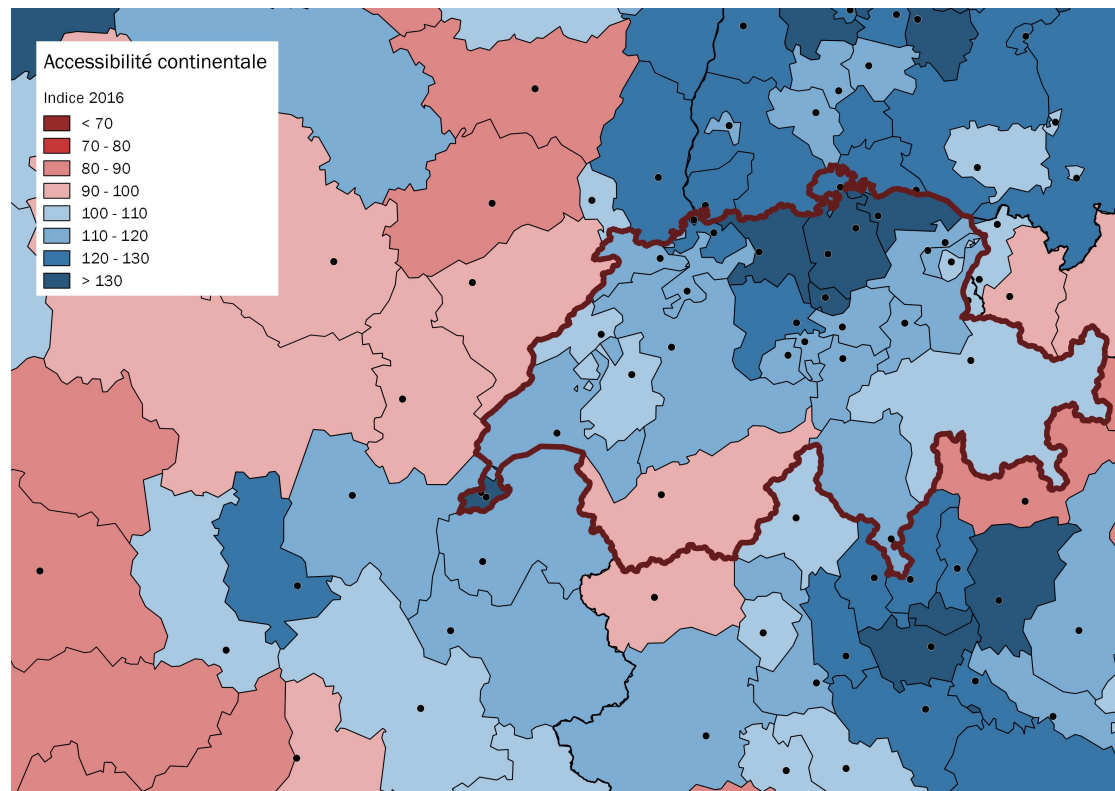 Accessibilité continentale
Indice 2016
< 70
70 - 80
80 - 90
90 - 100
100 - 110
110 - 120
120 - 130
> 130